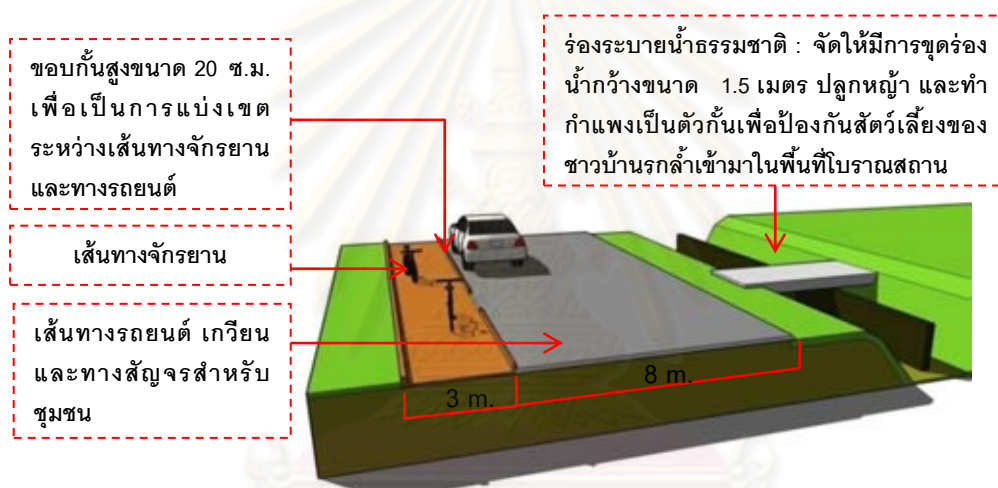 ขอบกั้นสูงขนาด 20 ซ.ม.
เพื่อเป็นการแบ่งเขต
ระหว่างเส้นทางจักรยาน
และทางรถยนต์
เส้นทางจักรยาน
เส้นทางรถยนต์ เกวียน
และทางสัญจรสำหรับ
ชุมชน
ร่องระบายน้ำธรรมชาติ : จัดให้มีการขุดร่อง
น้ำกว้างขนาด 1.5 เมตร ปลูกหญ้า และทำ
กำแพงเป็นตัวกั้นเพื่อป้องกันสัตว์เลี้ยงของ
ชาวบ้านรกล้ำเข้ามาในพื้นที่โบราณสถาน
3 m.
8 m.